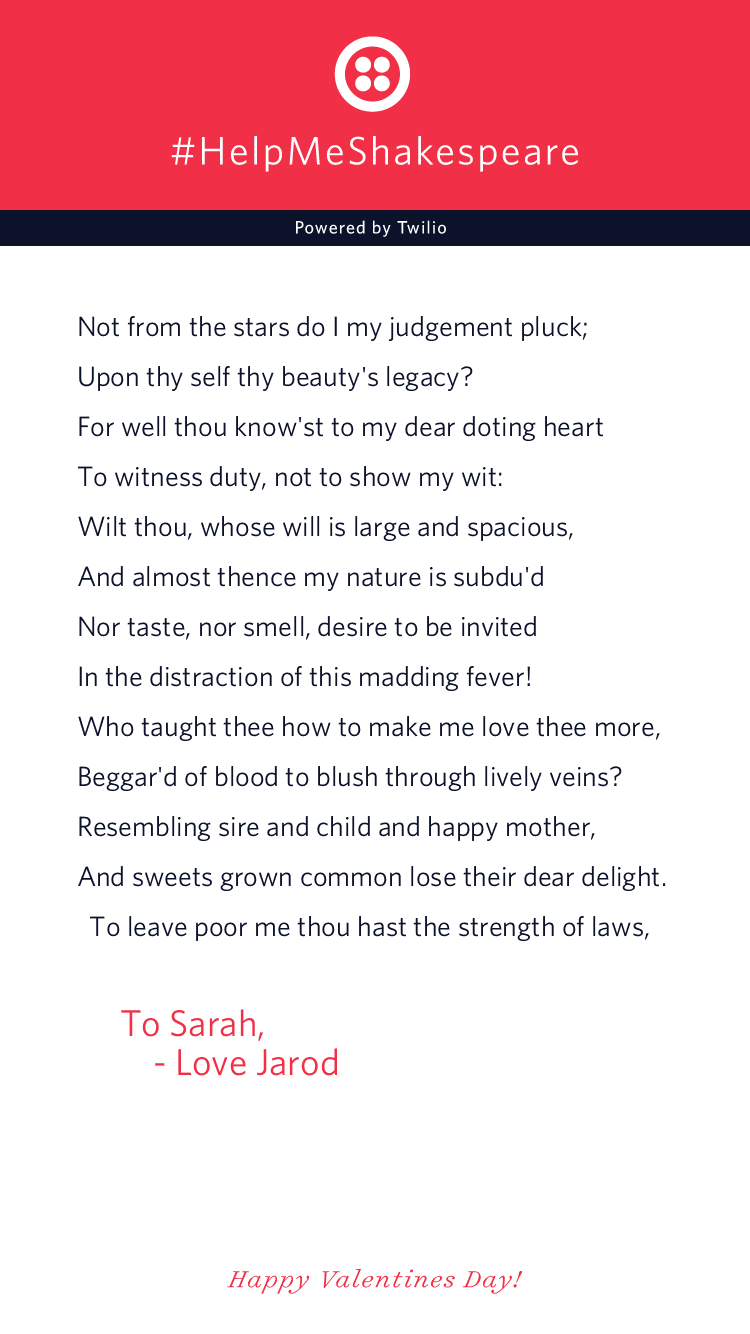 #HelpMeShakespeare
Powered by Twilio
Not from the stars do I my judgement pluck;
Upon thy self thy beauty's legacy?
For well thou know'st to my dear doting heart
To witness duty, not to show my wit:
Wilt thou, whose will is large and spacious,
And almost thence my nature is subdu'd
Nor taste, nor smell, desire to be invited
In the distraction of this madding fever!
Who taught thee how to make me love thee more,
Beggar'd of blood to blush through lively veins?
Resembling sire and child and happy mother,
And sweets grown common lose their dear delight.
To leave poor me thou hast the strength of laws,
To Sarah,
- Love Jarod
Happy Valentines Day!